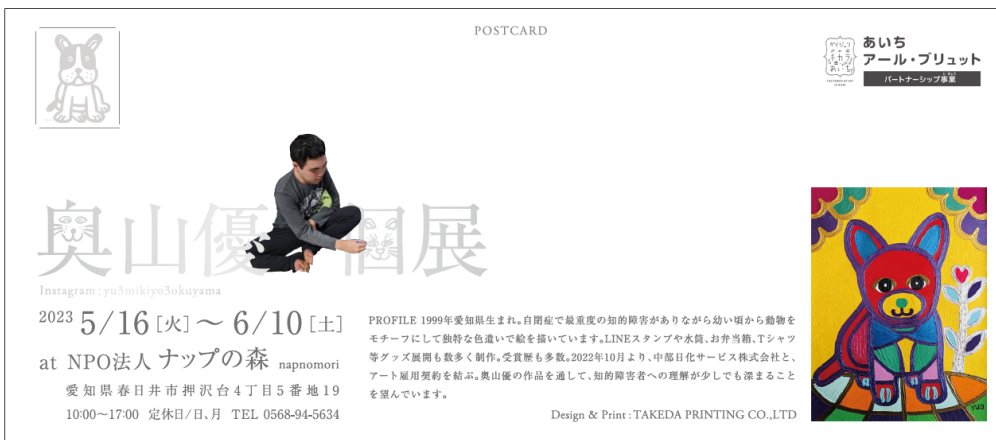 POSTCARD
あいち
アール・ブリュット
パートナーシップ事業
奥山優 個展
Instagram : yu3mikiyo3okuyama
2023 5/16[火]〜 6/10[土]
at NPO法人 ナップの森 napnomori
愛知県春日井市押沢台4丁目5番地19
10:00〜17:00 定休日/日、月 TEL 0568-94-5634
PROFILE 1999年愛知県生まれ。自閉症で最重度の知的障害がありながら幼い頃から動物を
モチーフにして独特な色遣いで絵を描いています。LINEスタンプや水筒、お弁当箱、Tシャツ
等グッズ展開も数多く制作。受賞歴も多数。2022年10月より、中部日化サービス株式会社と、
アート雇用契約を結ぶ。奥山優の作品を通して、知的障害者への理解が少しでも深まること
を望んでいます。
Design & Print : TAKEDA PRINTING CO.,LTD
YU3